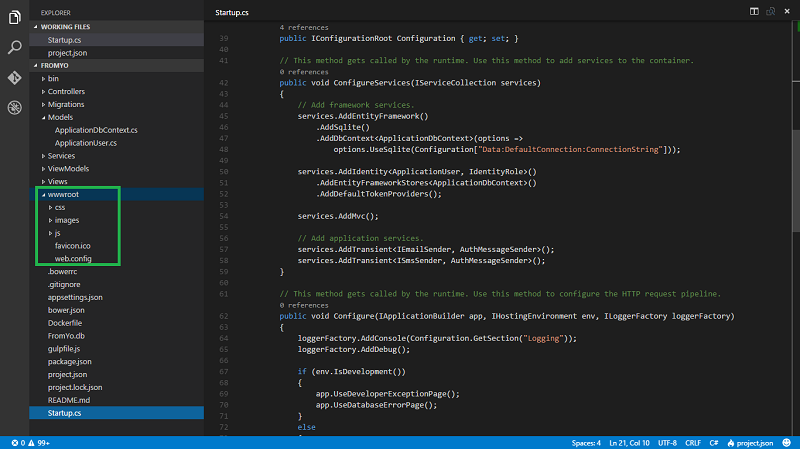 EXPLORER
WORKING FILES
Startup.cs
project.json
FROMYO
bin
Controllers
Migrations
Models
ApplicationDbContext.cs
ApplicationUser.cs
Services
ViewModels
Views
wwwroot
css
images
js
favicon.ico
web.config
.bowerrc
.gitignore
appsettings.json
bower.json
Dockerfile
FromYo.db
gulpfile.js
package.json
project.json
project.lock.json
README.md
Startup.cs
Startup.cs
4 references
39 public IConfigurationRoot Configuration { get; set; }
40
41 // This method gets called by the runtime. Use this method to add services to the container.
0 references
42 public void ConfigureServices(IServiceCollection services)
43 {
44 // Add framework services.
45 services.AddEntityFramework()
46 .AddSqlite()
47 .AddDbContext<ApplicationDbContext>(options =>
48 options.UseSqlite(Configuration["Data:DefaultConnection:ConnectionString"]));
49
50 services.AddIdentity<ApplicationUser, IdentityRole>()
51 .AddEntityFrameworkStores<ApplicationDbContext>()
52 .AddDefaultTokenProviders();
53
54 services.AddMvc();
55
56 // Add application services.
57 services.AddTransient<IEmailSender, AuthMessageSender>();
58 services.AddTransient<ISmsSender, AuthMessageSender>();
59 }
60
61 // This method gets called by the runtime. Use this method to configure the HTTP request pipeline.
0 references
62 public void Configure(IApplicationBuilder app, IHostingEnvironment env, ILoggerFactory loggerFactory)
63 {
64 loggerFactory.AddConsole(Configuration.GetSection("Logging"));
65 loggerFactory.AddDebug();
66
67 if (env.IsDevelopment())
68 {
69 app.UseDeveloperExceptionPage();
70 app.UseDatabaseErrorPage();
71 }
72 else
0 99+
Spaces: 4 Ln 21, Col 10 UTF-8 CRLF C# project.json